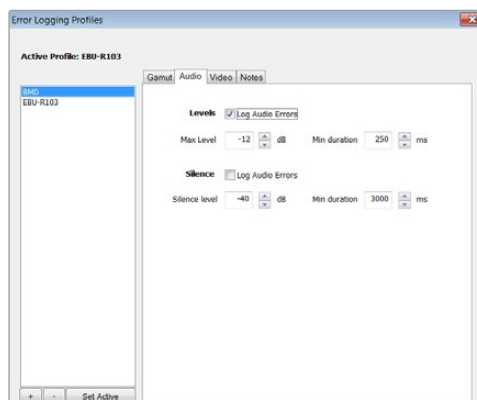 Error Logging Profiles
Active Profile: EBU-R103
Gamut Audio Video Notes
BMD
EBU-R103
Levels Log Audio Errors
Max Level -12 dB Min duration 250 ms
Silence Log Audio Errors
Silence level -40 dB Min duration 3000 ms
+ - Set Active